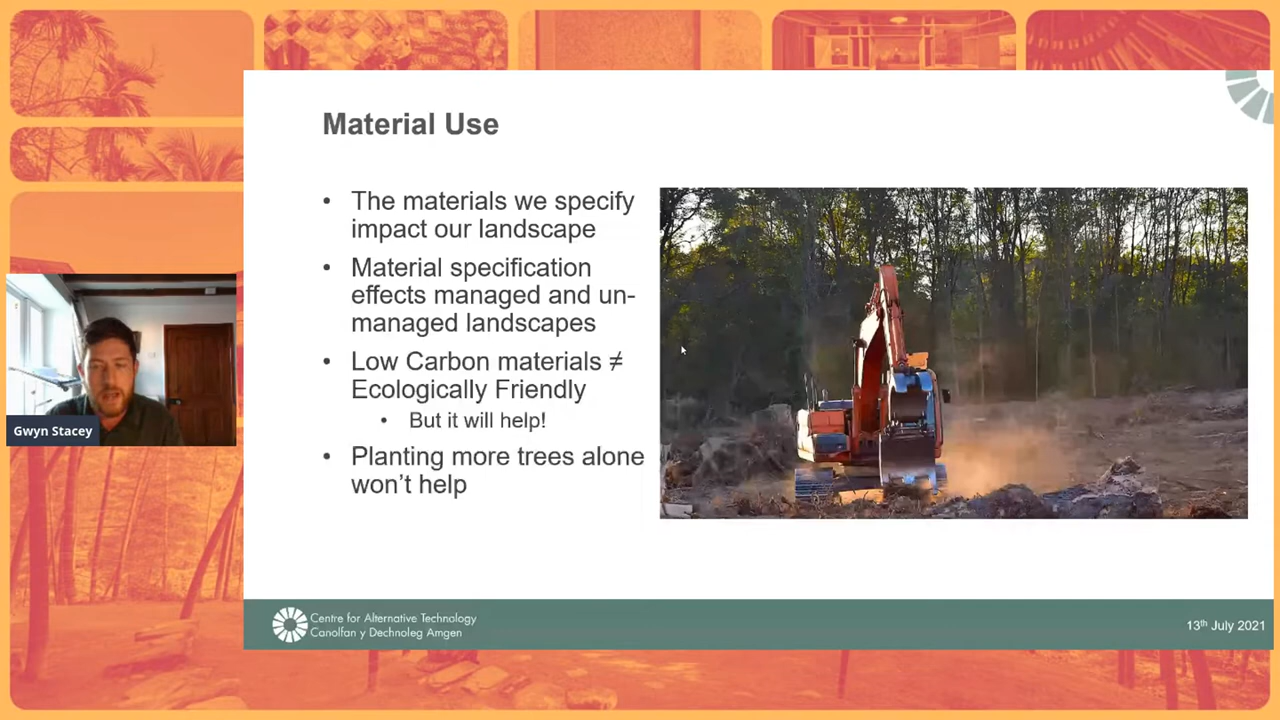 Material Use
• The materials we specify
impact our landscape
• Material specification
effects managed and un-
managed landscapes
• Low Carbon materials ≠
Ecologically Friendly
• But it will help!
• Planting more trees alone
won't help
Gwyn Stacey
Centre for Alternative Technology
Canolfan y Dechnoleg Amgen
13th July 2021